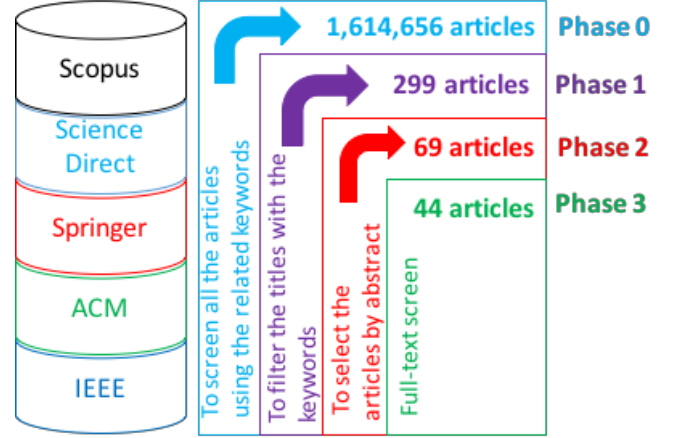 Scopus
Science
Direct
Springer
ACM
IEEE
1,614,656 articles
Phase 0
To screen all the articles
using the related keywords
299 articles
Phase 1
To filter the titles with the
keywords
69 articles
Phase 2
To select the
articles by abstract
44 articles
Phase 3
Full-text screen